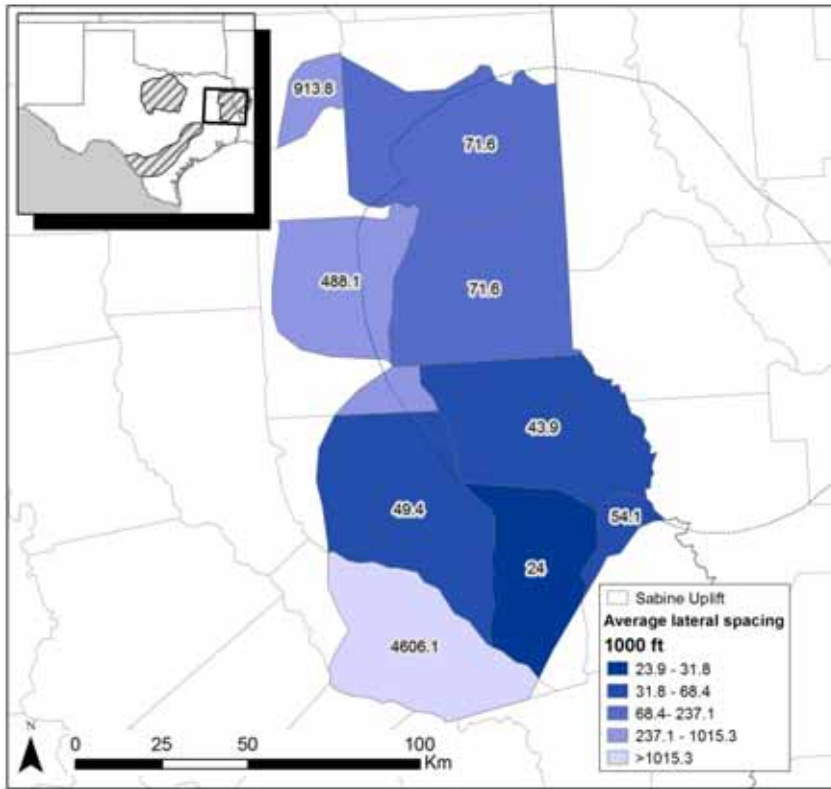 913.8
71.6
488.1
71.6
43.9
49.4
54.1
24
4606.1
Sabine Uplift
Average lateral spacing
1000 ft
23.9 - 31.8
31.8 - 68.4
68.4- 237.1
237.1 - 1015.3
>1015.3
N
0 25 50 100
Km